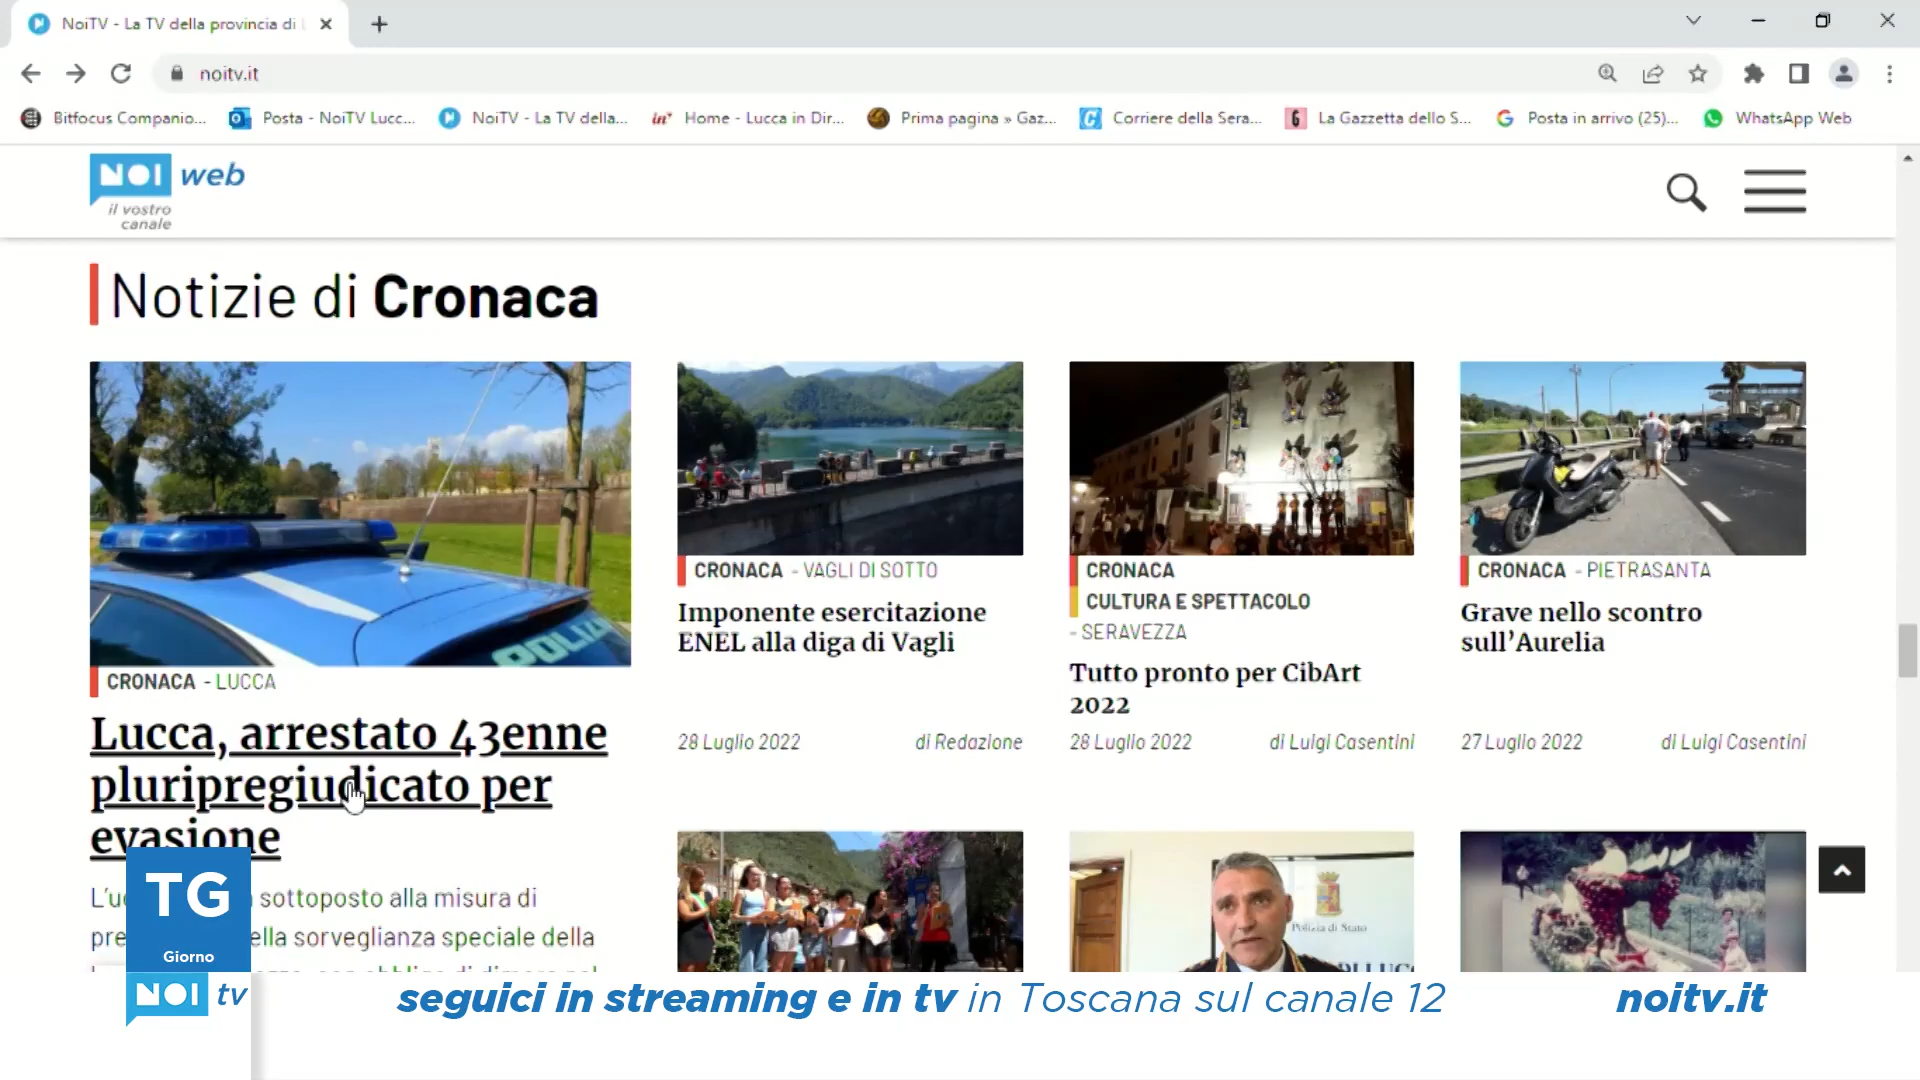 NoiTV - La TV della provincia di
noitv.it
Bitfocus Companio...
Posta - NoiTV Lucc...
NoiTV - La TV della...
Home - Lucca in Dir...
Prima pagina » Gaz...
Corriere della Sera...
La Gazzetta dello S...
Posta in arrivo (25)...
WhatsApp Web
NOI web
il vostro
canale
Notizie di Cronaca
CRONACA - LUCCA
Lucca, arrestato 43enne
pluripregiudicato per
evasione
sottoposto alla misura di
ella sorveglianza speciale della
CRONACA - VAGLI DI SOTTO
Imponente esercitazione
ENEL alla diga di Vagli
28 Luglio 2022 di Redazione
CRONACA
CULTURA E SPETTACOLO
- SERAVEZZA
Tutto pronto per CibArt
2022
28 Luglio 2022 di Luigi Casentini
CRONACA - PIETRASANTA
Grave nello scontro
sull'Aurelia
27 Luglio 2022 di Luigi Casentini
POLIZIA
Polizia di Stato
DI LUCC
TG
Giorno
NOI tv
seguici in streaming e in tv in Toscana sul canale 12
noitv.it